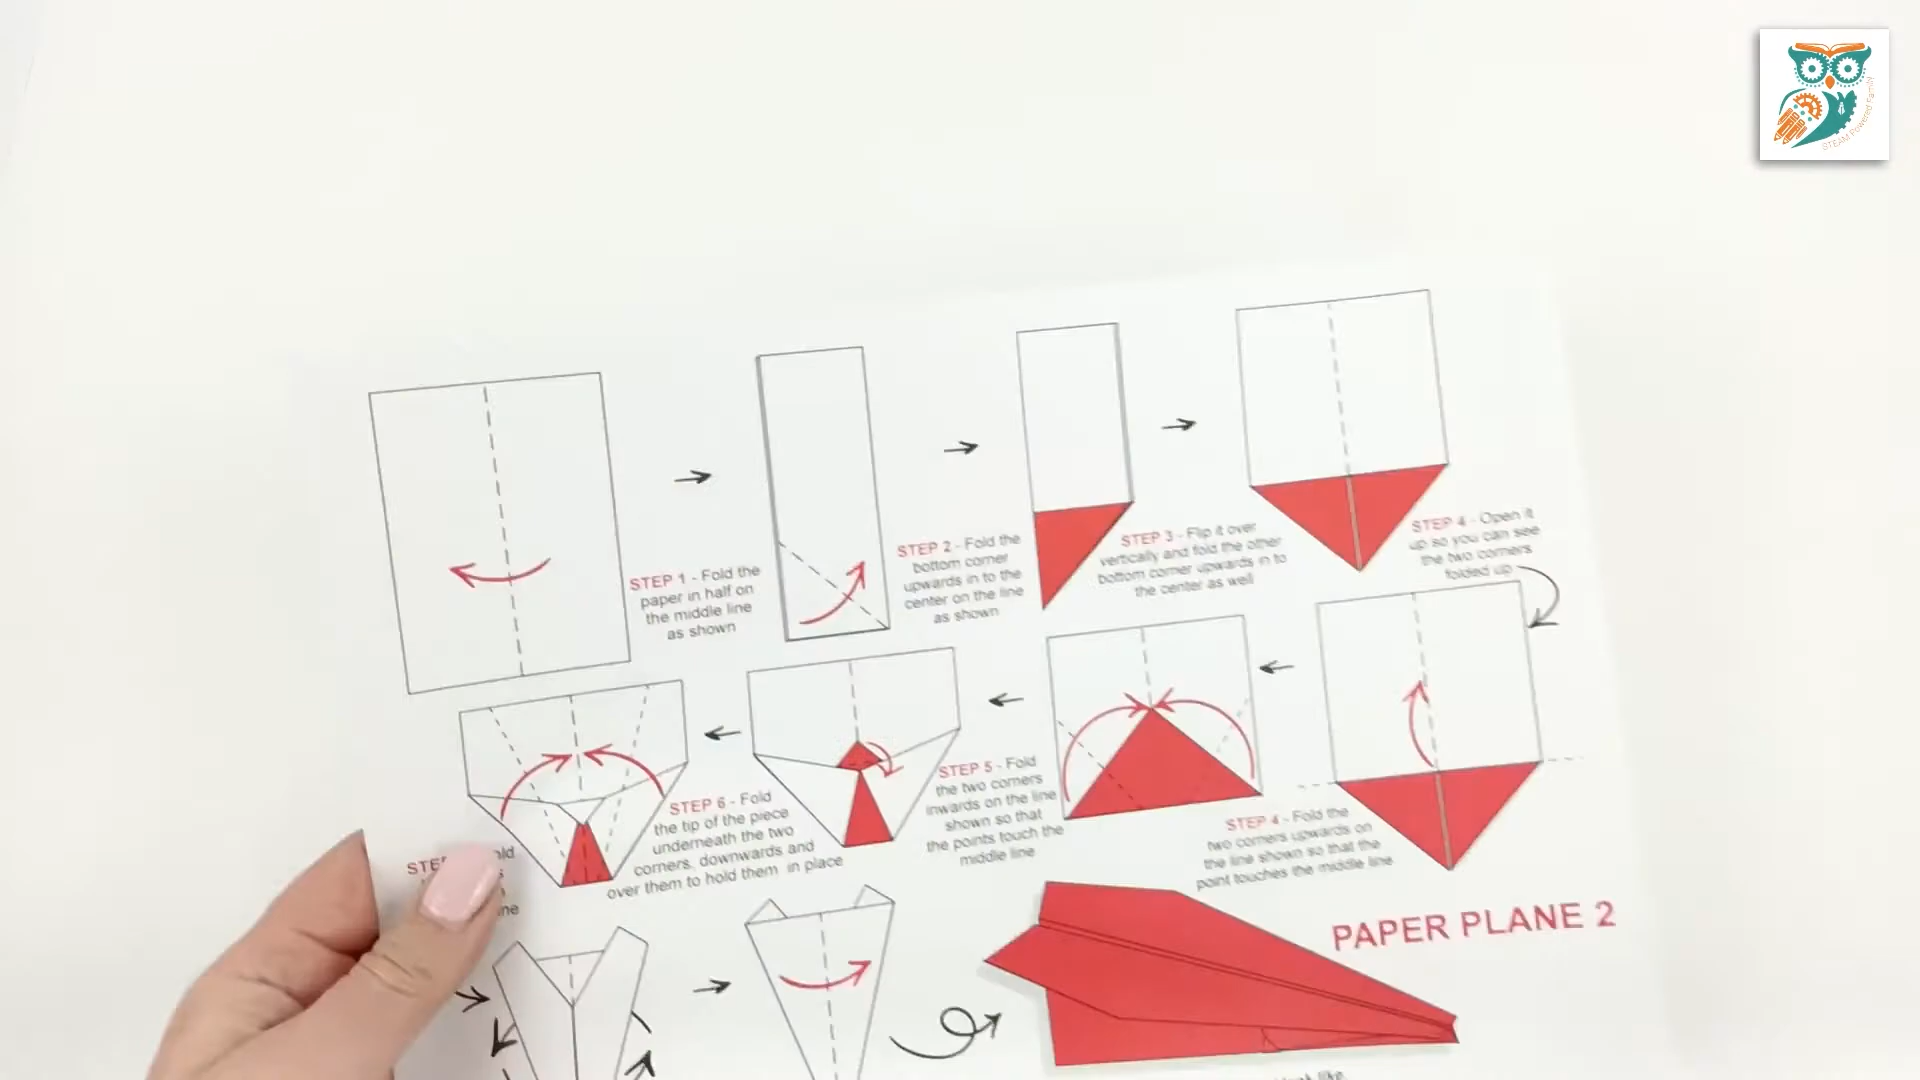 STEAM Powered Family
STEP 1 - Fold the
paper in half on
the middle line
as shown
STEP 2 - Fold the
bottom corner
upwards in to the
center on the line
as shown
STEP 3 - Flip it over
vertically and fold the other
bottom corner upwards in to
the center as well
STEP 4 - Open it
up so you can see
the two corners
folded up
STEP 4 - Fold the
two corners upwards on
the line shown so that the
point touches the middle line
STEP 5 - Fold
the two corners
inwards on the line
shown so that
the points touch the
middle line
STEP 6 - Fold
the tip of the piece
underneath the two
corners, downwards and
over them to hold them in place
PAPER PLANE 2
like.